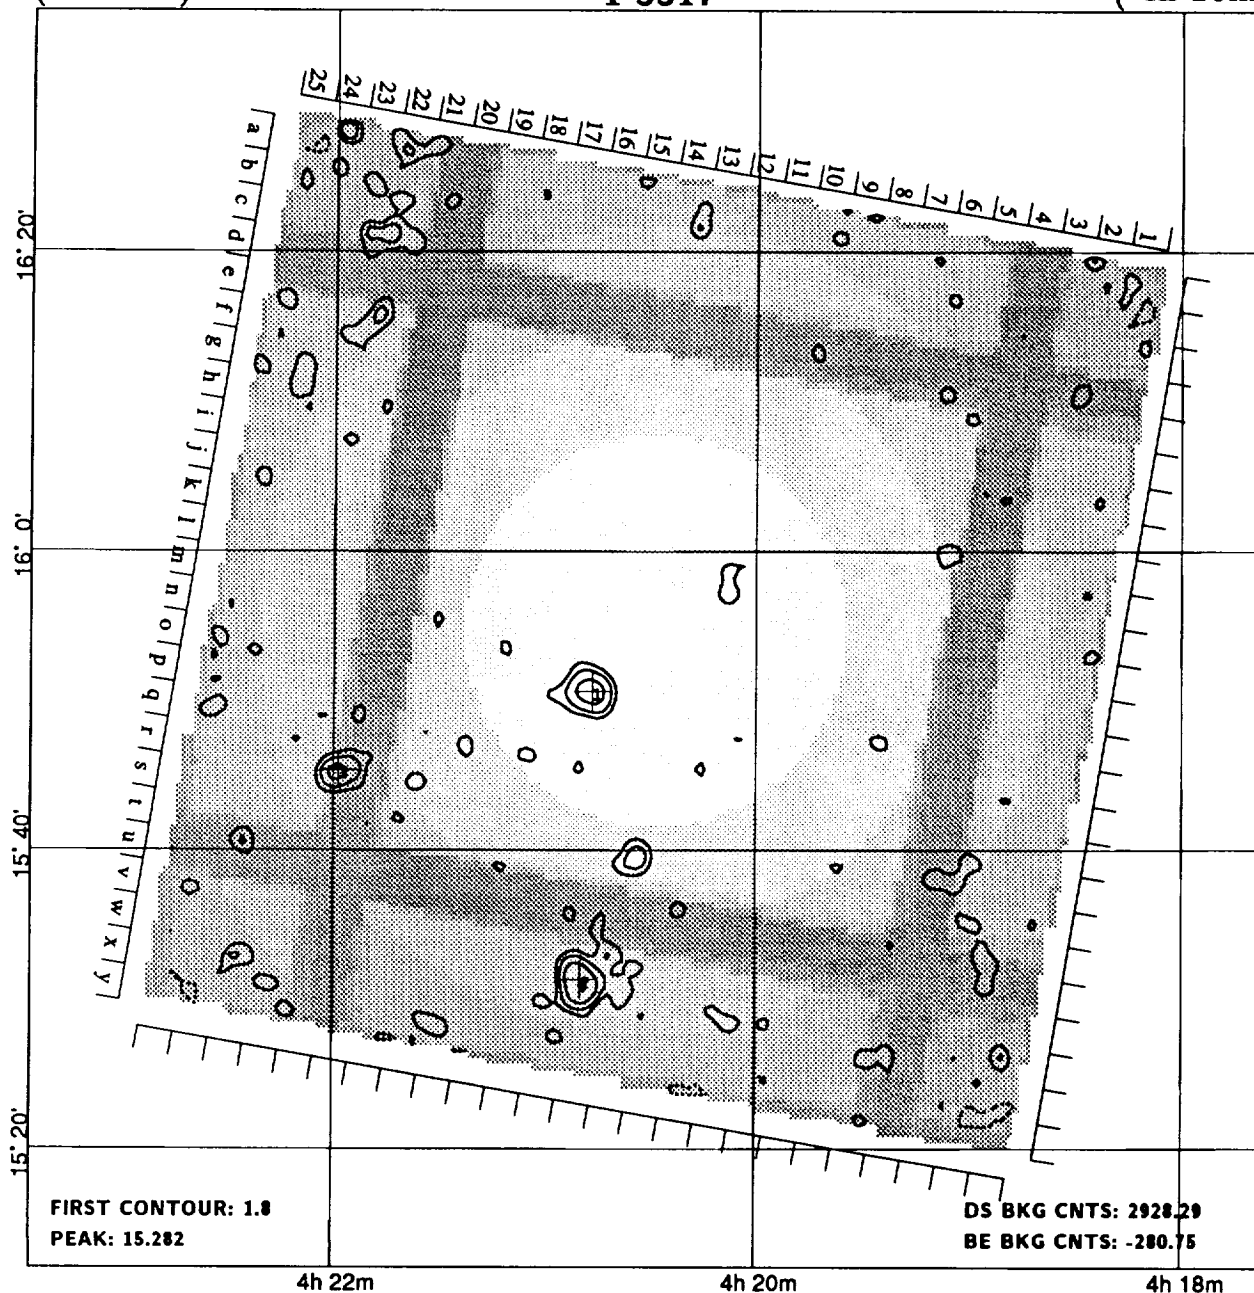 25 24 23 22 21 20 19 18 17 16 15 14 13 12 11 10 9 8 7 6 5 4 3 2 1
a b c d e f g h i j k l m n o p q r s t u v w x y
16° 20'
16° 0'
15° 40'
15° 20'
FIRST CONTOUR: 1.8
PEAK: 15.282
DS BKG CNTS: 2928.29
BE BKG CNTS: -280.75
4h 22m 4h 20m 4h 18m